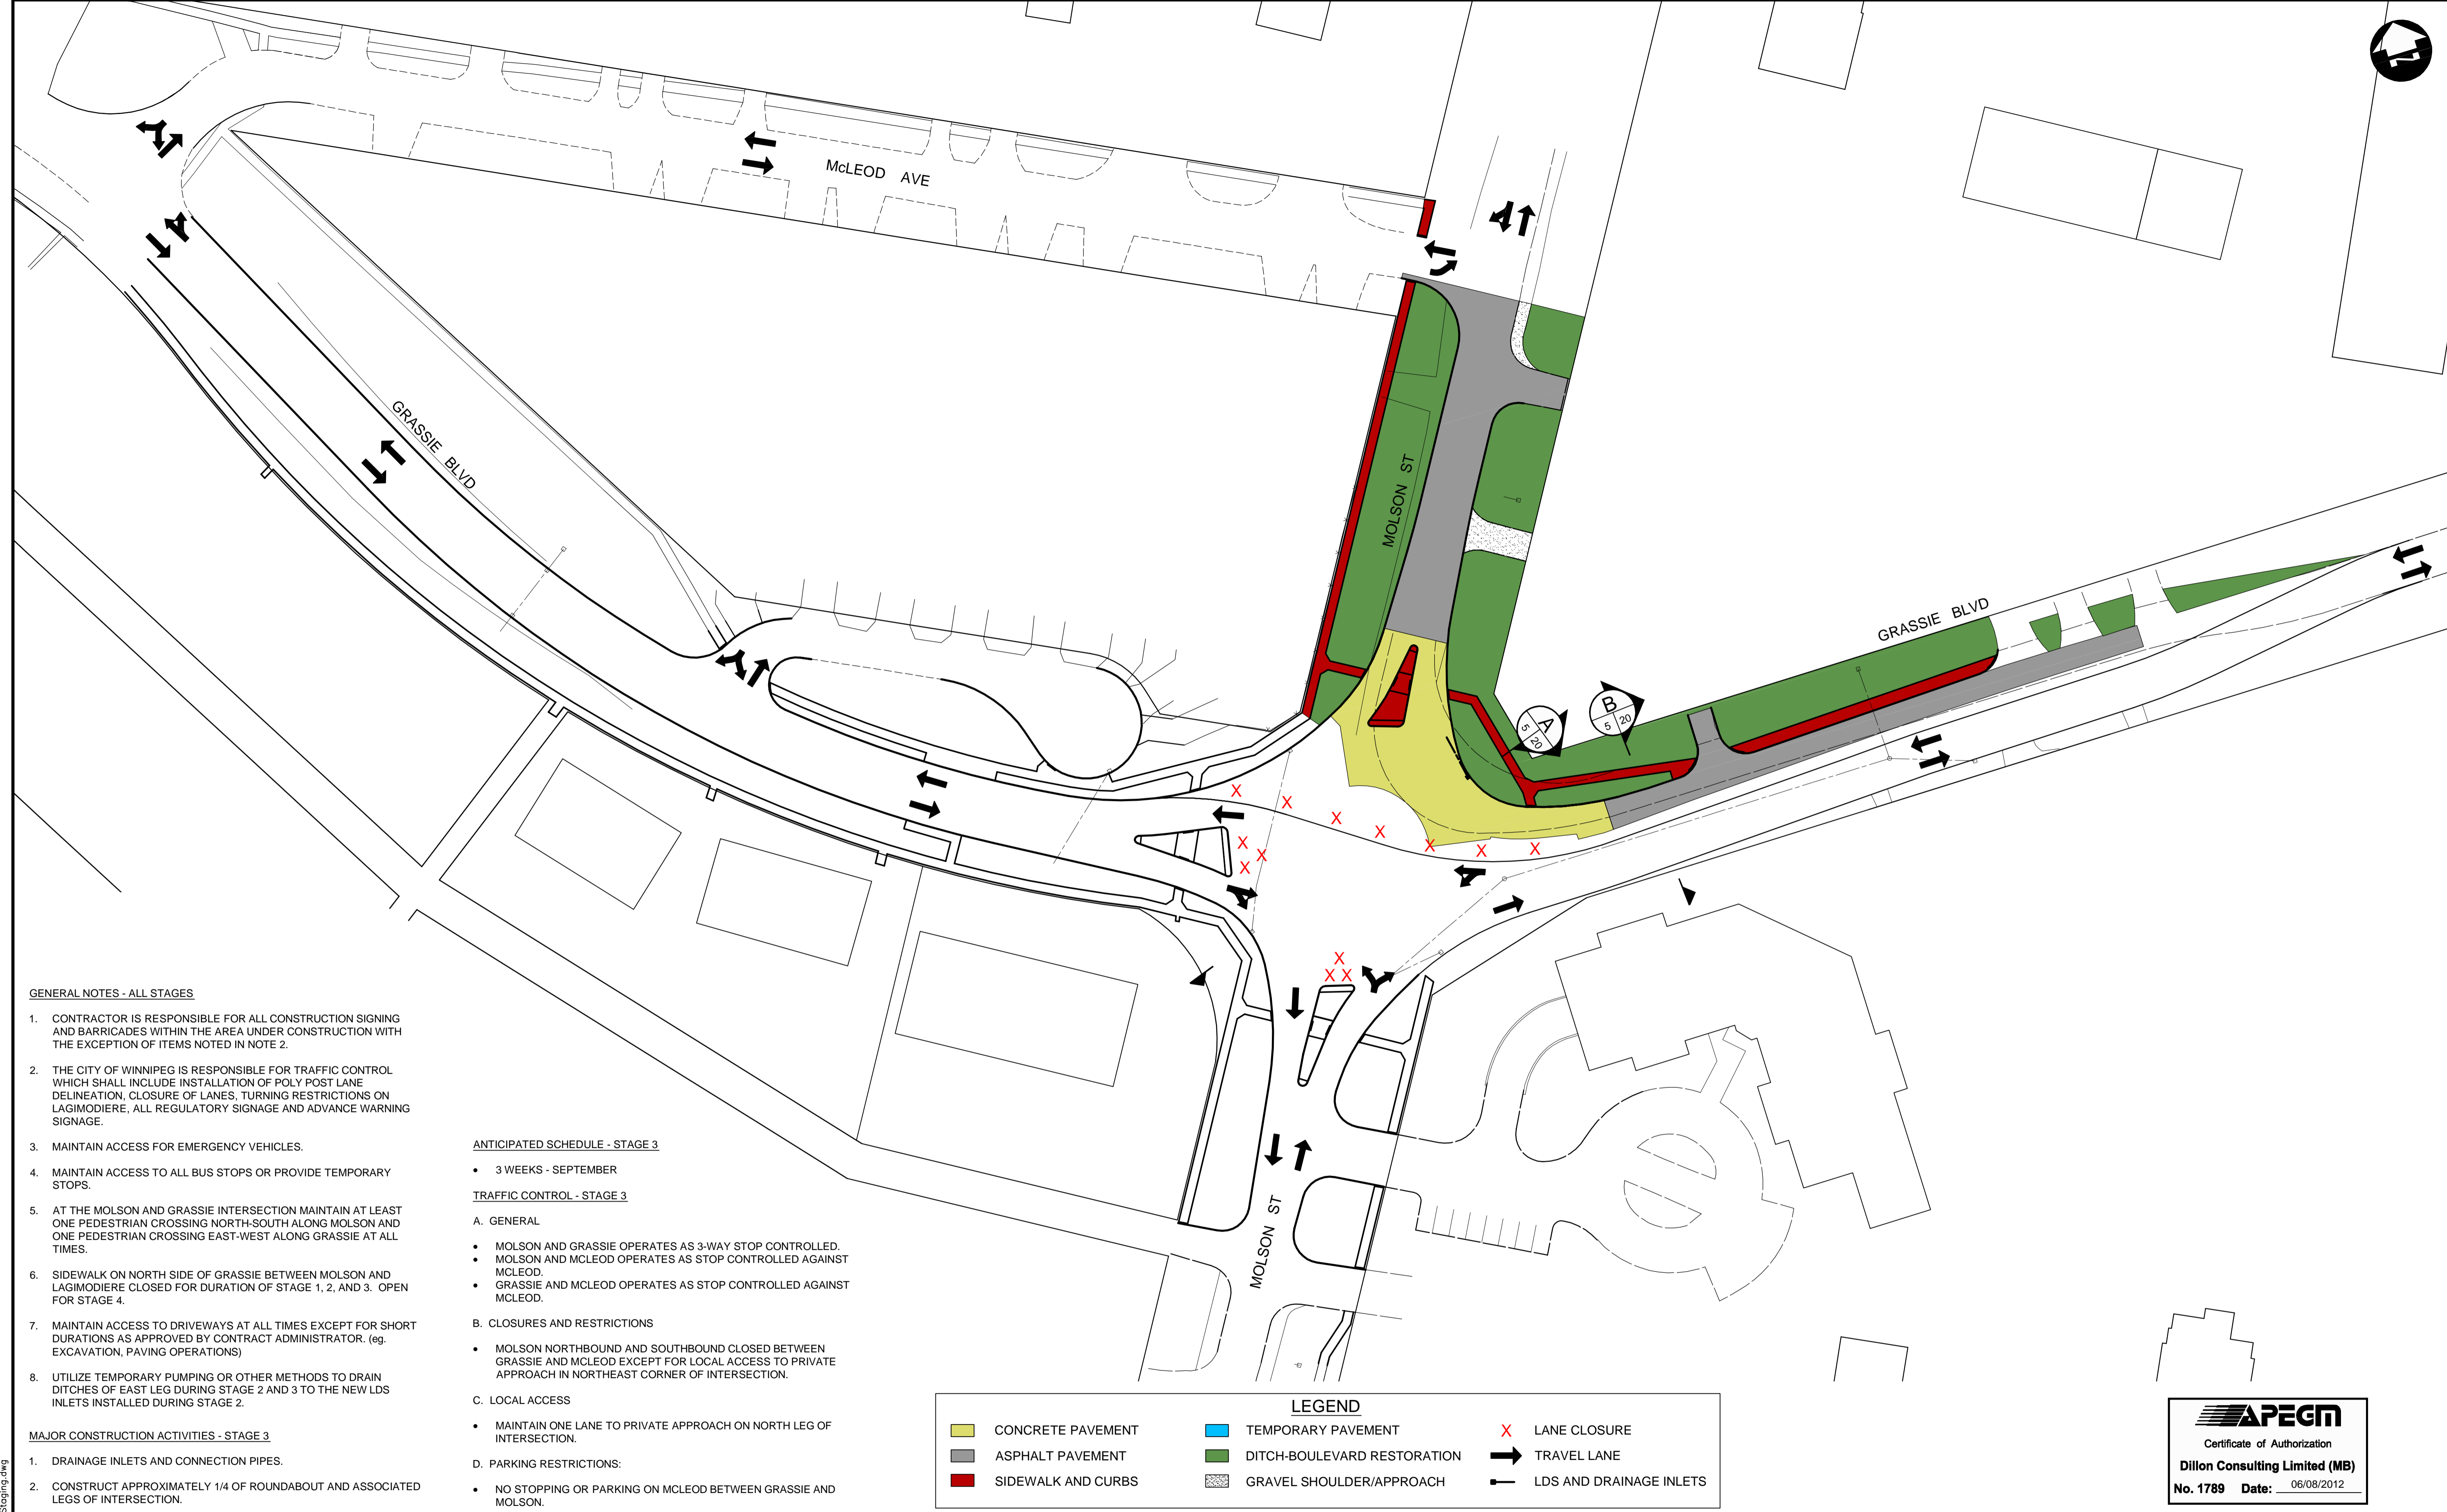 McLEOD AVE
GRASSIE BLVD
MOLSON ST
GRASSIE BLVD
A
5 20
B
5 20
X X X X X X X
X X X
X
X X
MOLSON ST
GENERAL NOTES - ALL STAGES
1. CONTRACTOR IS RESPONSIBLE FOR ALL CONSTRUCTION SIGNING
AND BARRICADES WITHIN THE AREA UNDER CONSTRUCTION WITH
THE EXCEPTION OF ITEMS NOTED IN NOTE 2.
2. THE CITY OF WINNIPEG IS RESPONSIBLE FOR TRAFFIC CONTROL
WHICH SHALL INCLUDE INSTALLATION OF POLY POST LANE
DELINEATION, CLOSURE OF LANES, TURNING RESTRICTIONS ON
LAGIMODIERE, ALL REGULATORY SIGNAGE AND ADVANCE WARNING
SIGNAGE.
3. MAINTAIN ACCESS FOR EMERGENCY VEHICLES.
4. MAINTAIN ACCESS TO ALL BUS STOPS OR PROVIDE TEMPORARY
STOPS.
5. AT THE MOLSON AND GRASSIE INTERSECTION MAINTAIN AT LEAST
ONE PEDESTRIAN CROSSING NORTH-SOUTH ALONG MOLSON AND
ONE PEDESTRIAN CROSSING EAST-WEST ALONG GRASSIE AT ALL
TIMES.
6. SIDEWALK ON NORTH SIDE OF GRASSIE BETWEEN MOLSON AND
LAGIMODIERE CLOSED FOR DURATION OF STAGE 1, 2, AND 3. OPEN
FOR STAGE 4.
7. MAINTAIN ACCESS TO DRIVEWAYS AT ALL TIMES EXCEPT FOR SHORT
DURATIONS AS APPROVED BY CONTRACT ADMINISTRATOR. (eg.
EXCAVATION, PAVING OPERATIONS)
8. UTILIZE TEMPORARY PUMPING OR OTHER METHODS TO DRAIN
DITCHES OF EAST LEG DURING STAGE 2 AND 3 TO THE NEW LDS
INLETS INSTALLED DURING STAGE 2.
MAJOR CONSTRUCTION ACTIVITIES - STAGE 3
1. DRAINAGE INLETS AND CONNECTION PIPES.
2. CONSTRUCT APPROXIMATELY 1/4 OF ROUNDABOUT AND ASSOCIATED
LEGS OF INTERSECTION.
ANTICIPATED SCHEDULE - STAGE 3
• 3 WEEKS - SEPTEMBER
TRAFFIC CONTROL - STAGE 3
A. GENERAL
• MOLSON AND GRASSIE OPERATES AS 3-WAY STOP CONTROLLED.
• MOLSON AND MCLEOD OPERATES AS STOP CONTROLLED AGAINST
MCLEOD.
• GRASSIE AND MCLEOD OPERATES AS STOP CONTROLLED AGAINST
MCLEOD.
B. CLOSURES AND RESTRICTIONS
• MOLSON NORTHBOUND AND SOUTHBOUND CLOSED BETWEEN
GRASSIE AND MCLEOD EXCEPT FOR LOCAL ACCESS TO PRIVATE
APPROACH IN NORTHEAST CORNER OF INTERSECTION.
C. LOCAL ACCESS
• MAINTAIN ONE LANE TO PRIVATE APPROACH ON NORTH LEG OF
INTERSECTION.
D. PARKING RESTRICTIONS:
• NO STOPPING OR PARKING ON MCLEOD BETWEEN GRASSIE AND
MOLSON.
LEGEND
CONCRETE PAVEMENT
ASPHALT PAVEMENT
SIDEWALK AND CURBS
TEMPORARY PAVEMENT
DITCH-BOULEVARD RESTORATION
GRAVEL SHOULDER/APPROACH
X LANE CLOSURE
TRAVEL LANE
LDS AND DRAINAGE INLETS
APEGM
Certificate of Authorization
Dillon Consulting Limited (MB)
No. 1789 Date: 06/08/2012
Staging.dwg